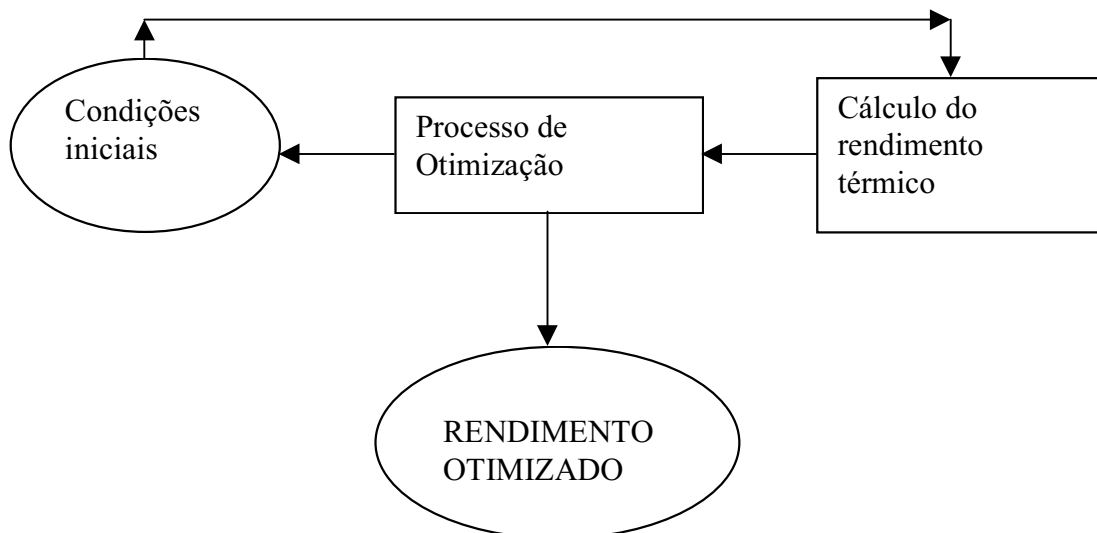 Condições
iniciais
Processo de
Otimização
Cálculo do
rendimento
térmico
RENDIMENTO
OTIMIZADO